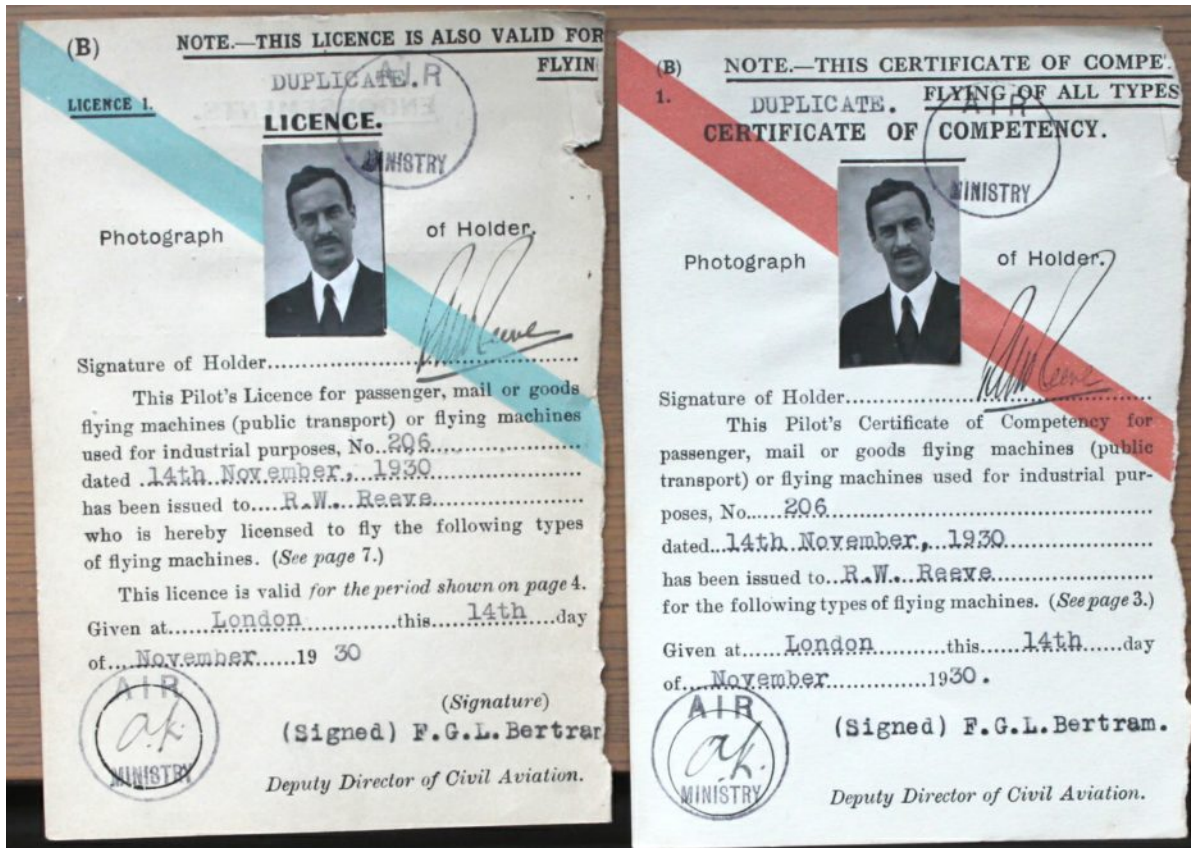 (B) NOTE.—THIS LICENCE IS ALSO VALID FOR
FLYIN
DUPLICATE.
AIR
MINISTRY
LICENCE 1.
LICENCE.
Photograph of Holder.
Signature of Holder
This Pilot's Licence for passenger, mail or goods
flying machines (public transport) or flying machines
used for industrial purposes, No. 206
dated 14th November, 1930
has been issued to R.W. Reeve
who is hereby licensed to fly the following types
of flying machines. (See page 7.)
This licence is valid for the period shown on page 4.
Given at London this 14th day
of November 19 30
AIR
MINISTRY
(Signature)
(Signed) F.G.L.Bertram
Deputy Director of Civil Aviation.
(B) NOTE.—THIS CERTIFICATE OF COMPE
1. FLYING OF ALL TYPES
DUPLICATE.
AIR
MINISTRY
CERTIFICATE OF COMPETENCY.
Photograph of Holder.
Signature of Holder
This Pilot's Certificate of Competency for
passenger, mail or goods flying machines (public
transport) or flying machines used for industrial pur-
poses, No. 206
dated 14th November, 1930
has been issued to R.W. Reeve
for the following types of flying machines. (See page 3.)
Given at London this 14th day
of November 1930.
AIR
MINISTRY
(Signed) F.G.L.Bertram.
Deputy Director of Civil Aviation.